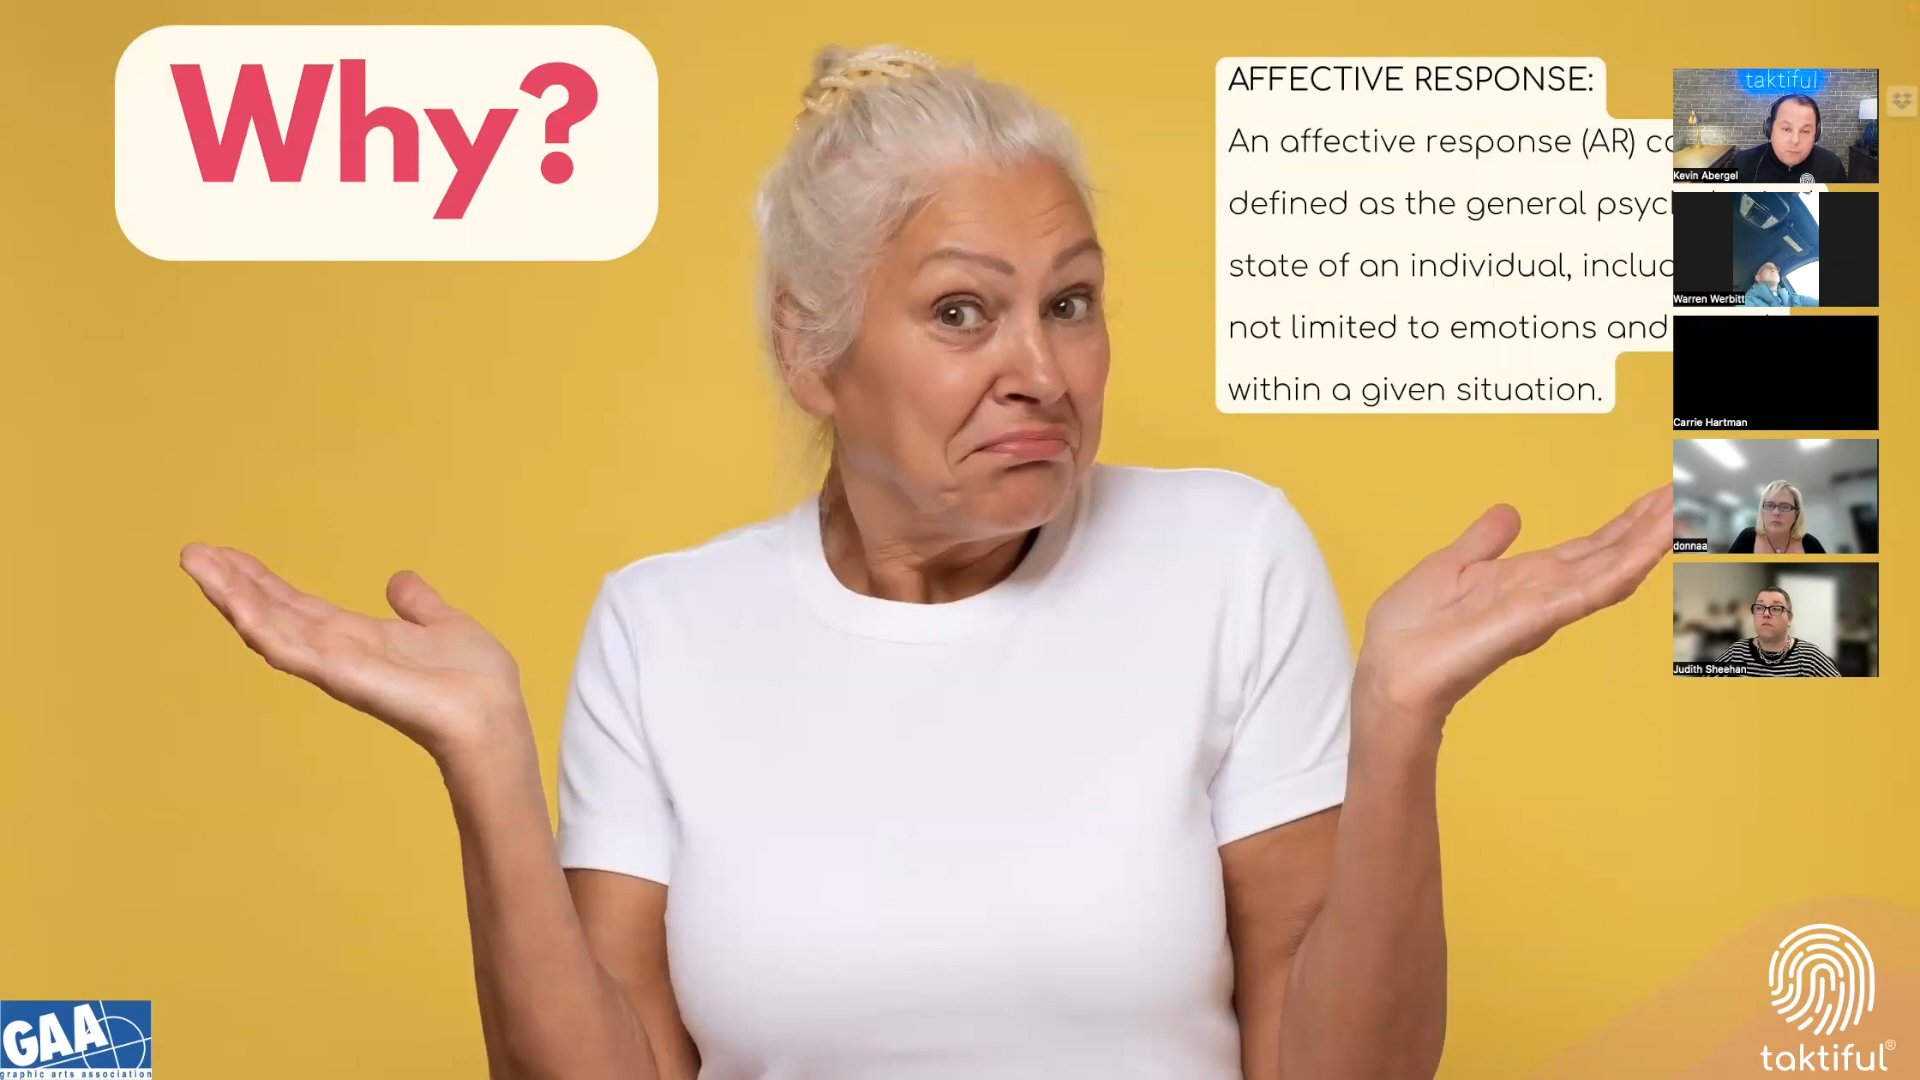 Why?
AFFECTIVE RESPONSE:
An affective response (AR)
defined as the general
state of an individual,
not limited to emotions and
within a given situation.
taktiful
Kevin Abergel
Warren Werbitt
Carrie Hartman
donnaa
Judith Sheehan
GAA
graphic arts association
taktiful®